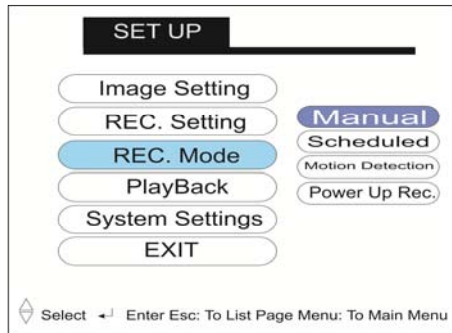 SET UP
Image Setting
REC. Setting
REC. Mode
PlayBack
System Settings
EXIT
Manual
Scheduled
Motion Detection
Power Up Rec.
Select Enter Esc: To List Page Menu: To Main Menu